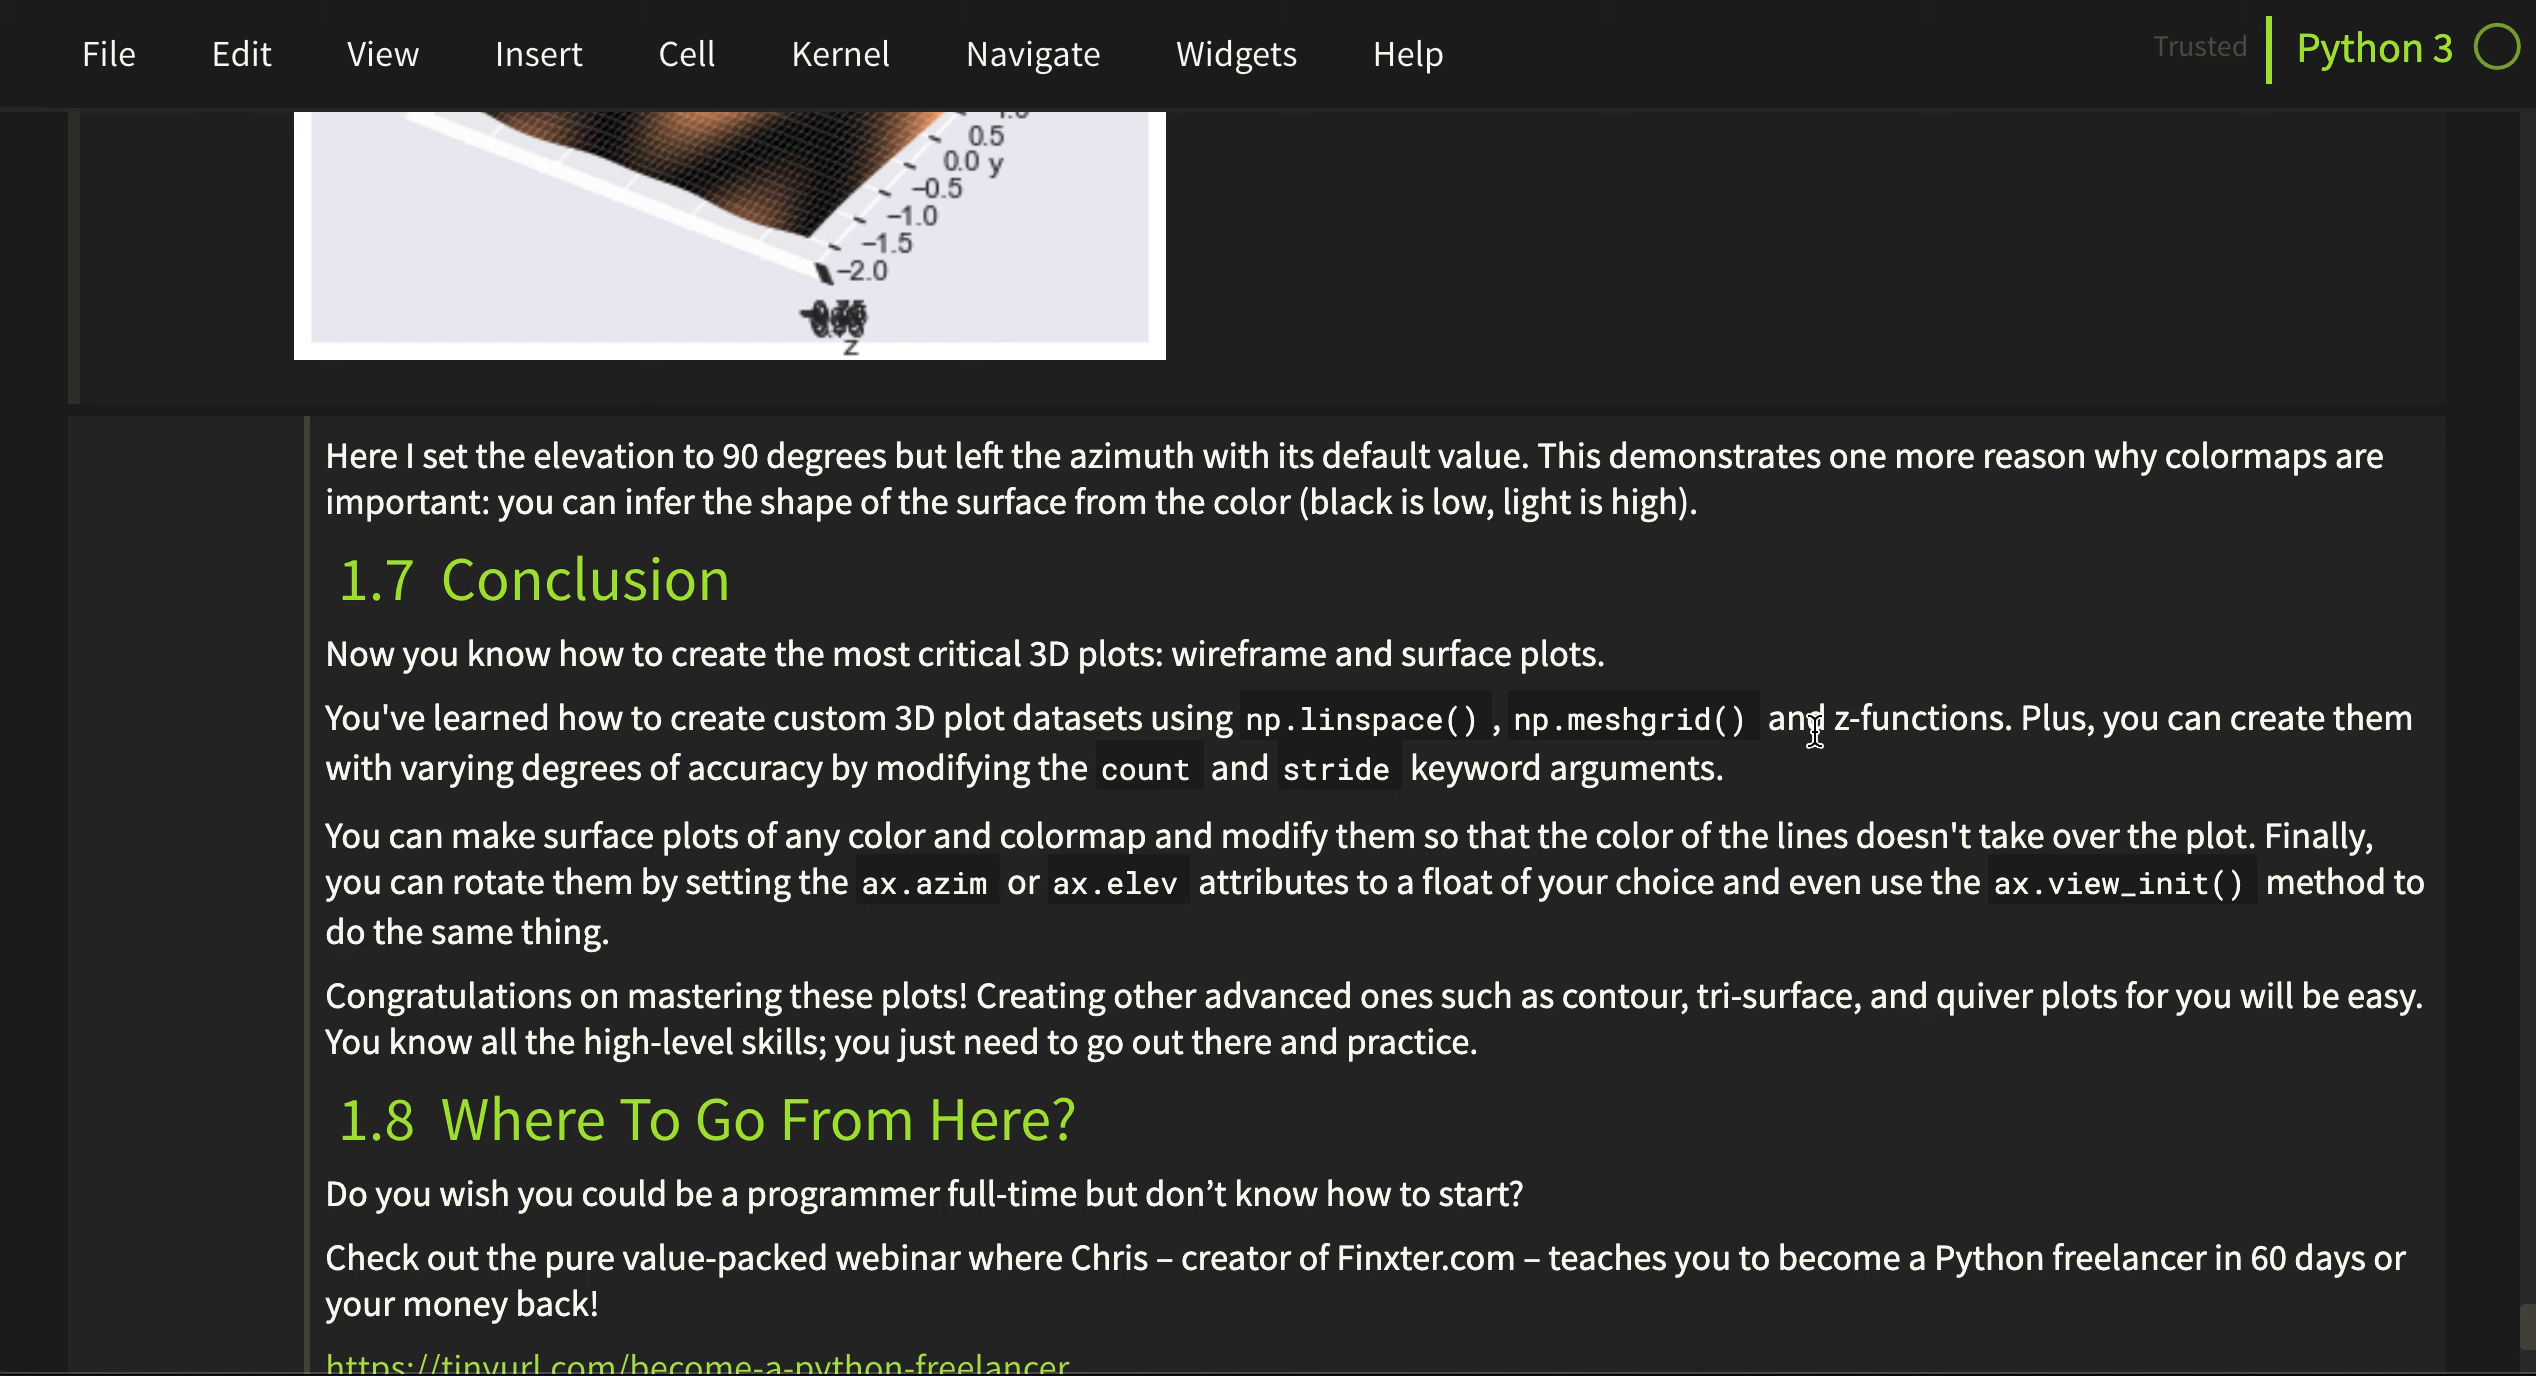 File Edit View Insert Cell Kernel Navigate Widgets Help Trusted Python 3
0.5
0.0 y
−0.5
−1.0
−1.5
−2.0
z
Here I set the elevation to 90 degrees but left the azimuth with its default value. This demonstrates one more reason why colormaps are
important: you can infer the shape of the surface from the color (black is low, light is high).
1.7 Conclusion
Now you know how to create the most critical 3D plots: wireframe and surface plots.
You've learned how to create custom 3D plot datasets using np.linspace() , np.meshgrid() and z-functions. Plus, you can create them
with varying degrees of accuracy by modifying the count and stride keyword arguments.
You can make surface plots of any color and colormap and modify them so that the color of the lines doesn't take over the plot. Finally,
you can rotate them by setting the ax.azim or ax.elev attributes to a float of your choice and even use the ax.view_init() method to
do the same thing.
Congratulations on mastering these plots! Creating other advanced ones such as contour, tri-surface, and quiver plots for you will be easy.
You know all the high-level skills; you just need to go out there and practice.
1.8 Where To Go From Here?
Do you wish you could be a programmer full-time but don’t know how to start?
Check out the pure value-packed webinar where Chris – creator of Finxter.com – teaches you to become a Python freelancer in 60 days or
your money back!
https://tinyurl.com/become-a-python-freelancer